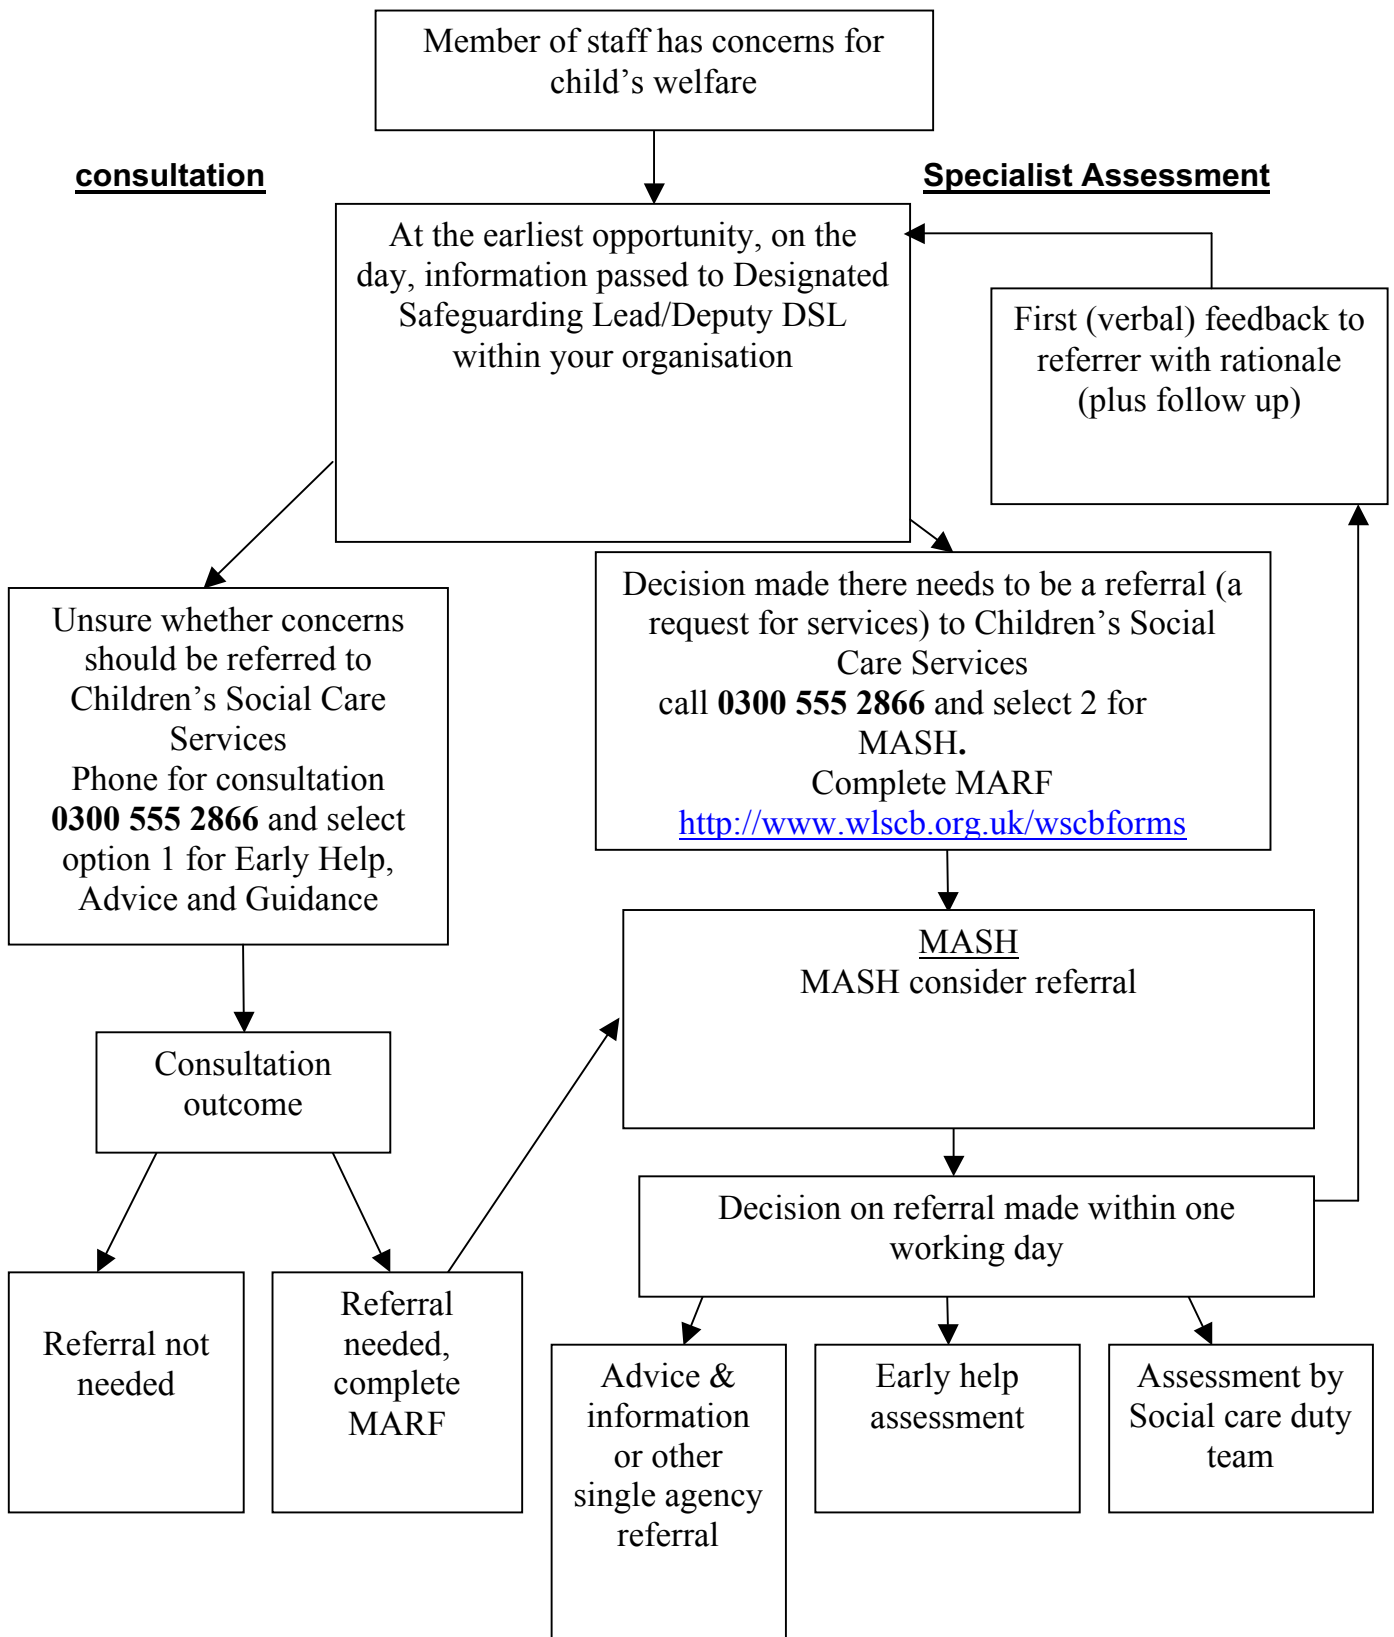 Member of staff has concerns for
child’s welfare
consultation
Specialist Assessment
At the earliest opportunity, on the
day, information passed to Designated
Safeguarding Lead/Deputy DSL
within your organisation
First (verbal) feedback to
referrer with rationale
(plus follow up)
Unsure whether concerns
should be referred to
Children’s Social Care
Services
Phone for consultation
0300 555 2866 and select
option 1 for Early Help,
Advice and Guidance
Decision made there needs to be a referral (a
request for services) to Children’s Social
Care Services
call 0300 555 2866 and select 2 for
MASH.
Complete MARF
http://www.wlscb.org.uk/wscbforms
MASH
MASH consider referral
Consultation
outcome
Decision on referral made within one
working day
Referral not
needed
Referral
needed,
complete
MARF
Advice &
information
or other
single agency
referral
Early help
assessment
Assessment by
Social care duty
team